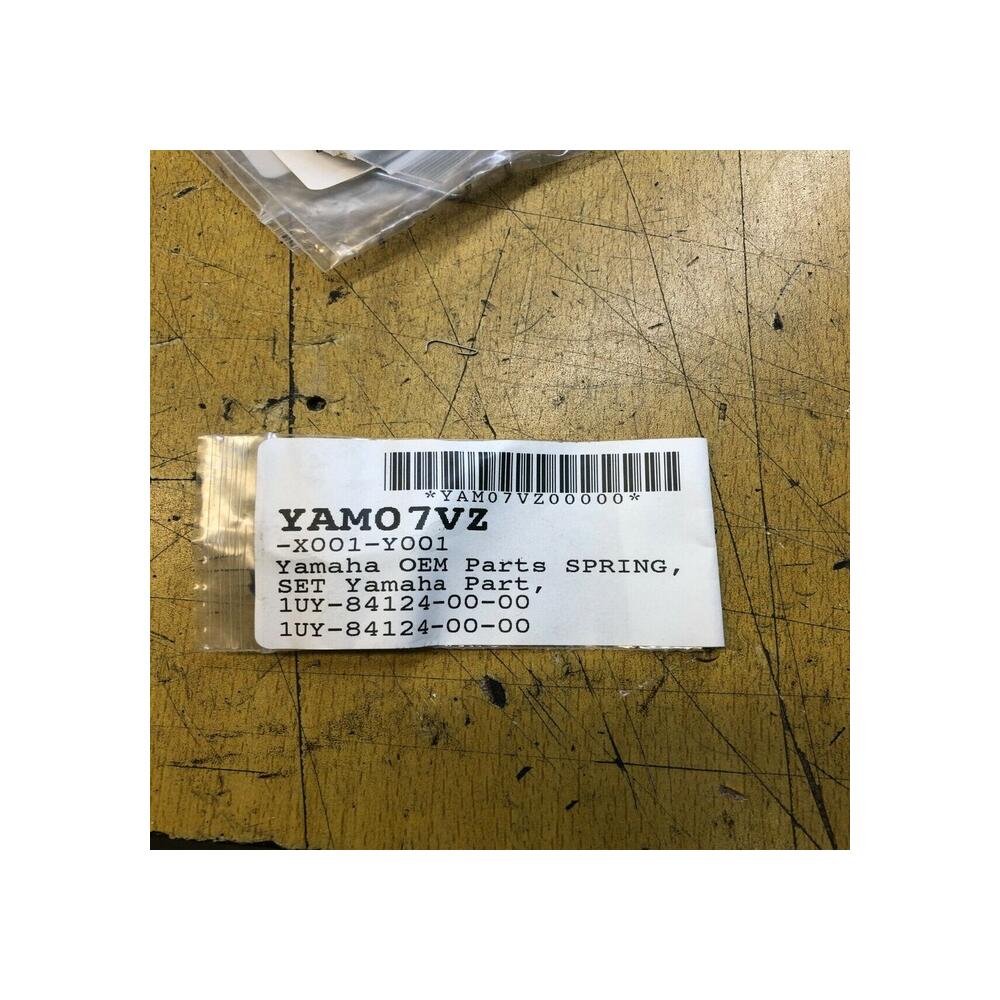 *YAM07VZ00000*
YAM07VZ
-X001-Y001
Yamaha OEM Parts SPRING,
SET Yamaha Part,
1UY-84124-00-00
1UY-84124-00-00